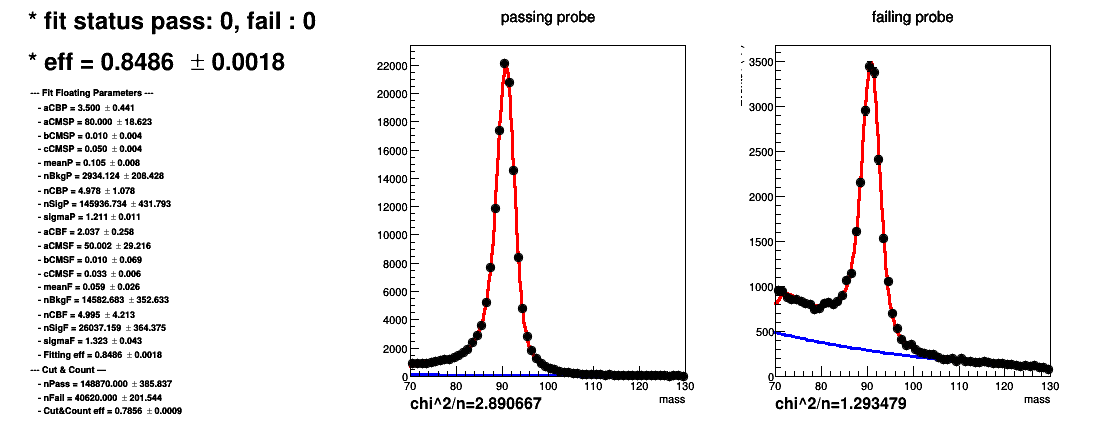 * fit status pass: 0, fail : 0
* eff = 0.8486 ± 0.0018
--- Fit Floating Parameters ---
- aCBP = 3.500 ± 0.441
- aCMSP = 80.000 ± 18.623
- bCMSP = 0.010 ± 0.004
- cCMSP = 0.050 ± 0.004
- meanP = 0.105 ± 0.008
- nBkgP = 2934.124 ± 208.428
- nCBP = 4.978 ± 1.078
- nSigP = 145936.734 ± 431.793
- sigmaP = 1.211 ± 0.011
- aCBF = 2.037 ± 0.258
- aCMSF = 50.002 ± 29.216
- bCMSF = 0.010 ± 0.069
- cCMSF = 0.033 ± 0.006
- meanF = 0.059 ± 0.026
- nBkgF = 14582.683 ± 352.633
- nCBF = 4.995 ± 4.213
- nSigF = 26037.159 ± 364.375
- sigmaF = 1.323 ± 0.043
- Fitting eff = 0.8486 ± 0.0018
--- Cut & Count ---
- nPass = 148870.000 ± 385.837
- nFail = 40620.000 ± 201.544
- Cut&Count eff = 0.7856 ± 0.0009
passing probe
22000
20000
18000
16000
14000
12000
10000
8000
6000
4000
2000
0
70 80 90 100 110 120 130
mass
chi^2/n=2.890667
failing probe
3500
3000
2500
2000
1500
1000
500
0
70 80 90 100 110 120 130
mass
chi^2/n=1.293479